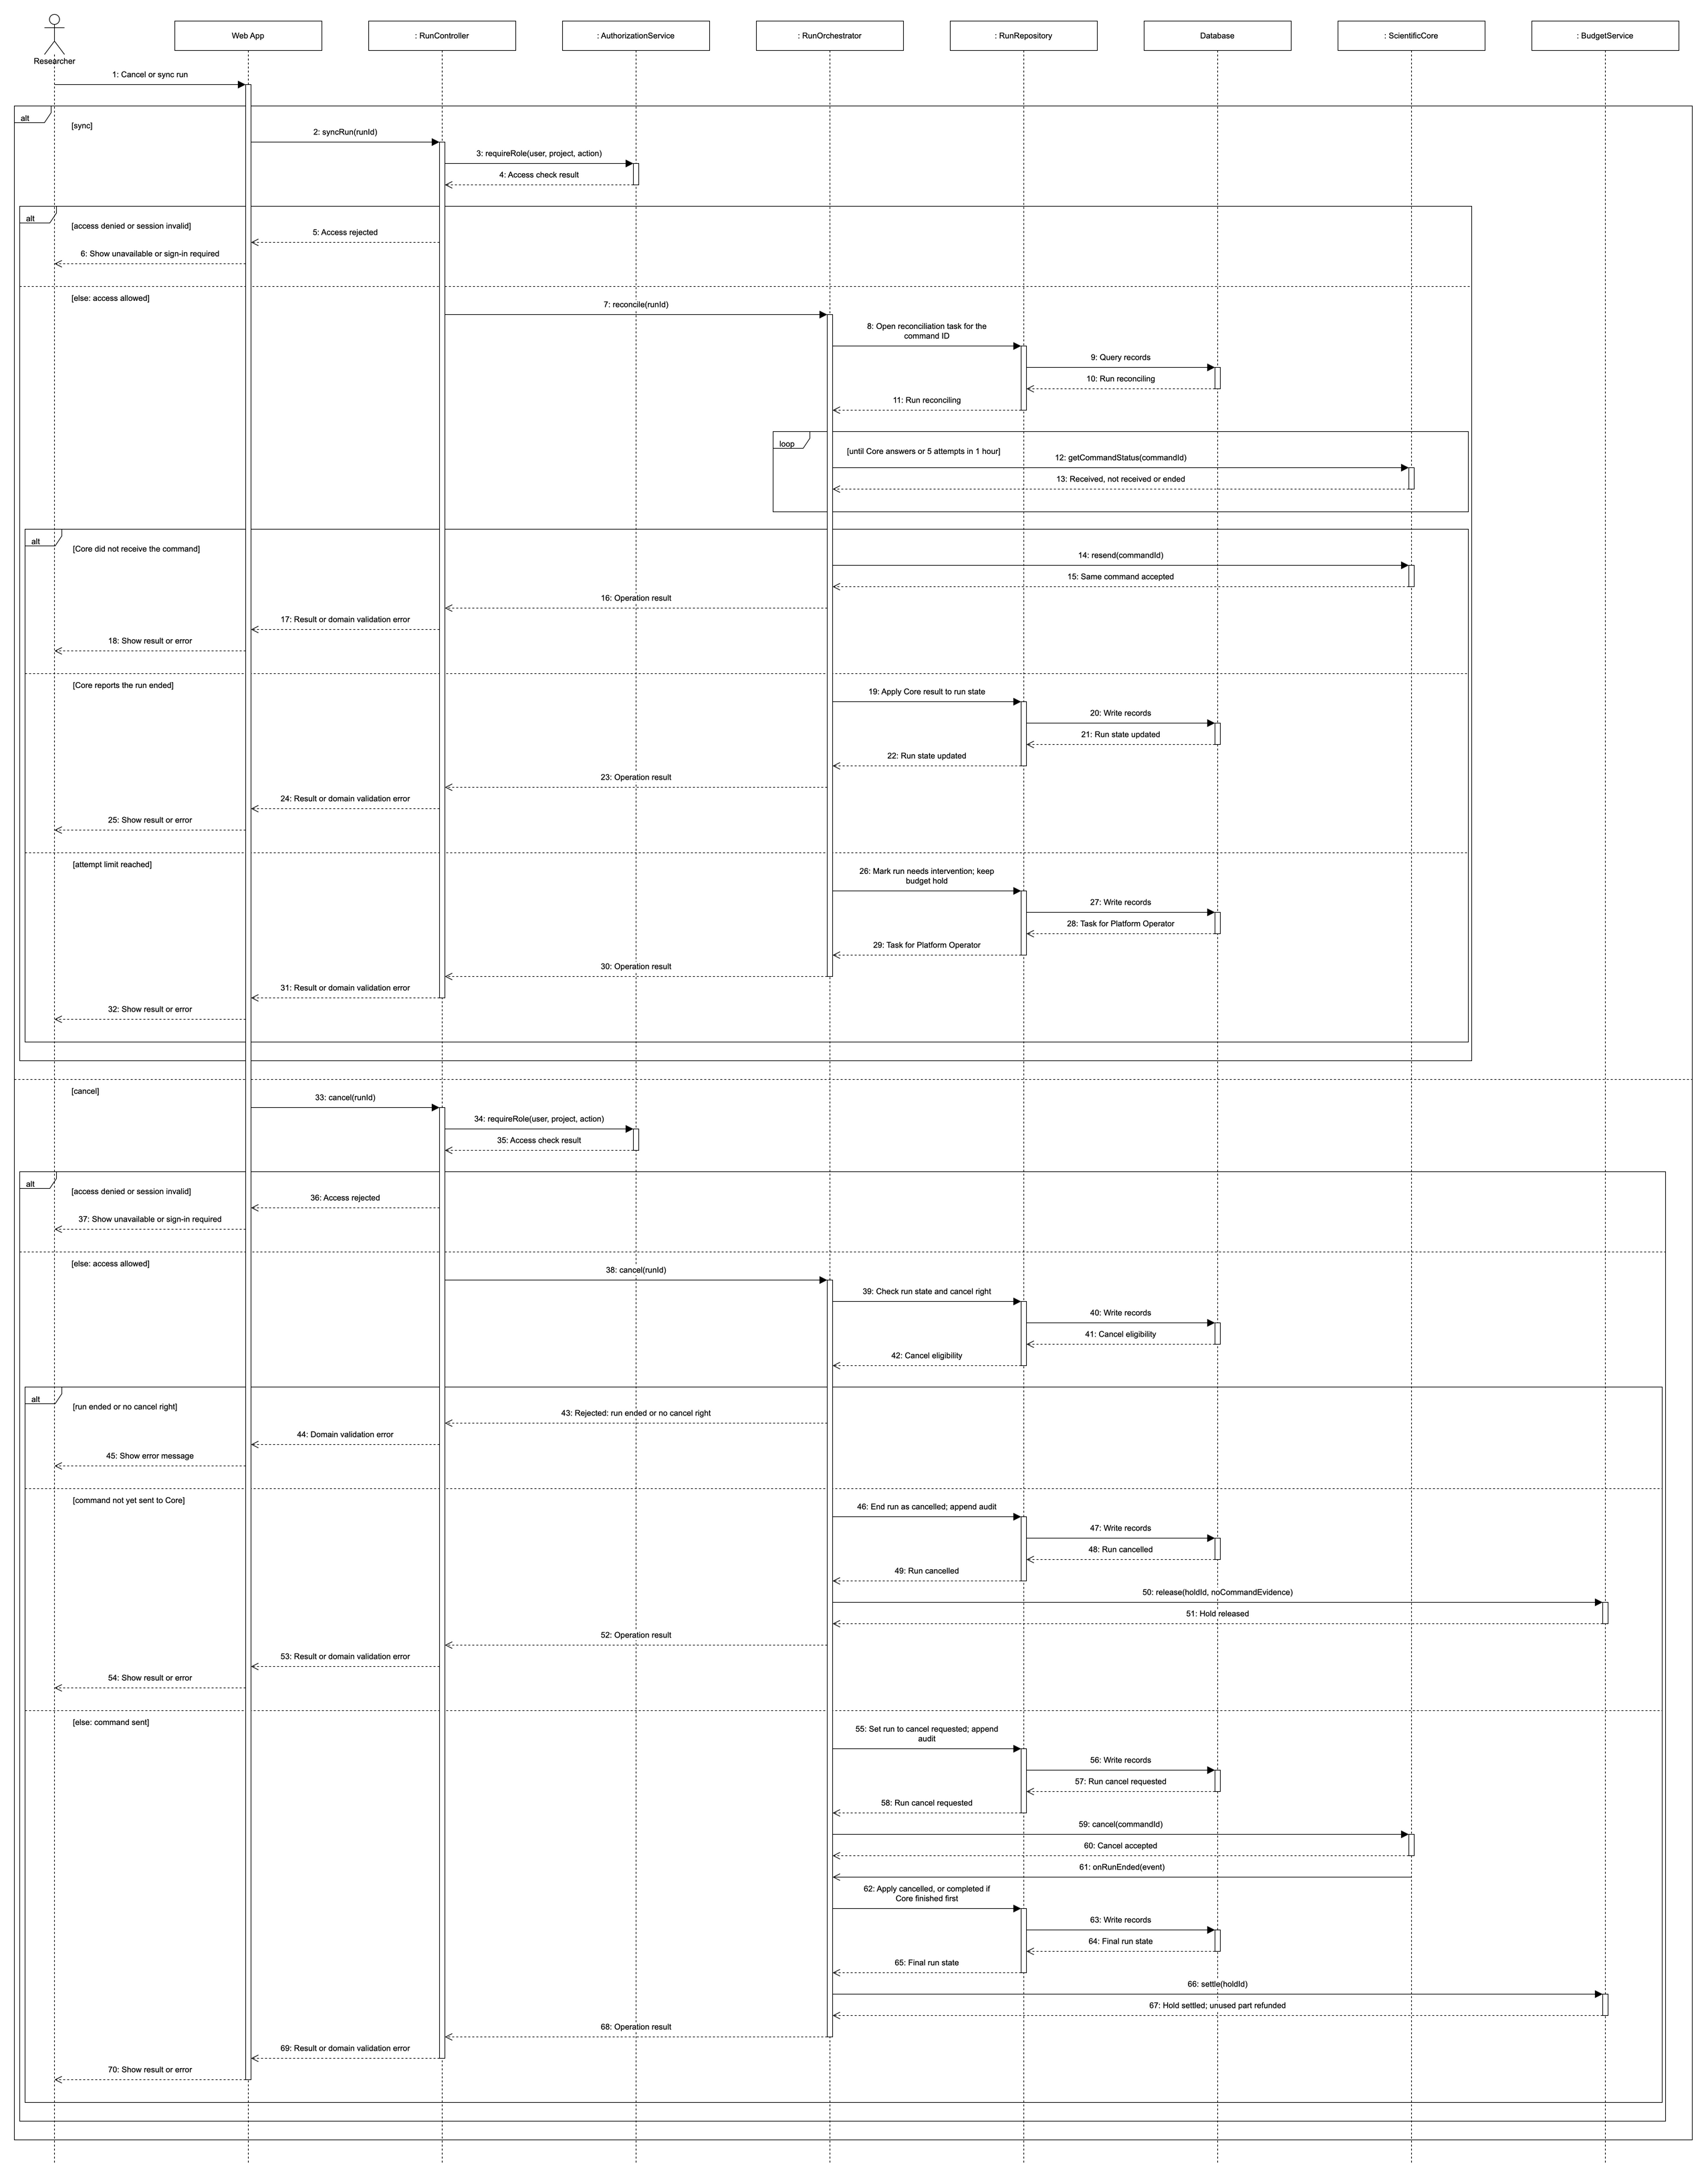 Researcher
Web App
: RunController
: AuthorizationService
: RunOrchestrator
: RunRepository
Database
: ScientificCore
: BudgetService
1: Cancel or sync run
alt
[sync]
2: syncRun(runId)
3: requireRole(user, project, action)
4: Access check result
alt
[access denied or session invalid]
5: Access rejected
6: Show unavailable or sign-in required
[else: access allowed]
7: reconcile(runId)
8: Open reconciliation task for the
command ID
9: Query records
10: Run reconciling
11: Run reconciling
loop
[until Core answers or 5 attempts in 1 hour]
12: getCommandStatus(commandId)
13: Received, not received or ended
alt
[Core did not receive the command]
14: resend(commandId)
15: Same command accepted
16: Operation result
17: Result or domain validation error
18: Show result or error
[Core reports the run ended]
19: Apply Core result to run state
20: Write records
21: Run state updated
22: Run state updated
23: Operation result
24: Result or domain validation error
25: Show result or error
[attempt limit reached]
26: Mark run needs intervention; keep
budget hold
27: Write records
28: Task for Platform Operator
29: Task for Platform Operator
30: Operation result
31: Result or domain validation error
32: Show result or error
[cancel]
33: cancel(runId)
34: requireRole(user, project, action)
35: Access check result
alt
[access denied or session invalid]
36: Access rejected
37: Show unavailable or sign-in required
[else: access allowed]
38: cancel(runId)
39: Check run state and cancel right
40: Write records
41: Cancel eligibility
42: Cancel eligibility
alt
[run ended or no cancel right]
43: Rejected: run ended or no cancel right
44: Domain validation error
45: Show error message
[command not yet sent to Core]
46: End run as cancelled; append audit
47: Write records
48: Run cancelled
49: Run cancelled
50: release(holdId, noCommandEvidence)
51: Hold released
52: Operation result
53: Result or domain validation error
54: Show result or error
[else: command sent]
55: Set run to cancel requested; append
audit
56: Write records
57: Run cancel requested
58: Run cancel requested
59: cancel(commandId)
60: Cancel accepted
61: onRunEnded(event)
62: Apply cancelled, or completed if
Core finished first
63: Write records
64: Final run state
65: Final run state
66: settle(holdId)
67: Hold settled; unused part refunded
68: Operation result
69: Result or domain validation error
70: Show result or error